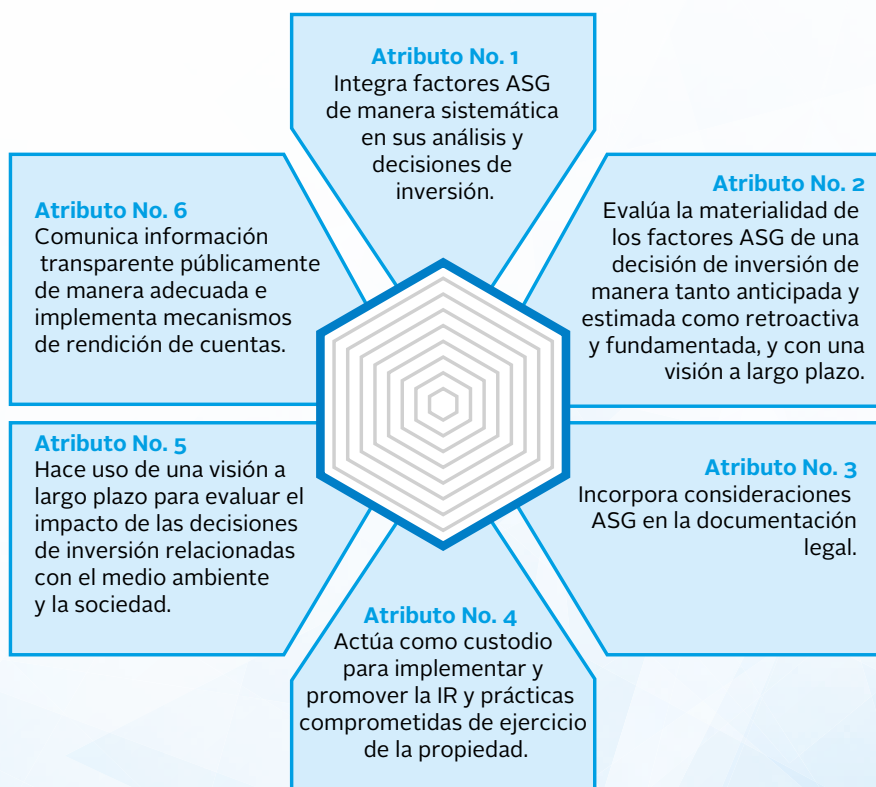 Atributo No. 1
Integra factores ASG
de manera sistemática
en sus análisis y
decisiones de
inversión.
Atributo No. 2
Evalúa la materialidad de
los factores ASG de una
decisión de inversión de
manera tanto anticipada y
estimada como retroactiva
y fundamentada, y con una
visión a largo plazo.
Atributo No. 3
Incorpora consideraciones
ASG en la documentación
legal.
Atributo No. 4
Actúa como custodio
para implementar y
promover la IR y prácticas
comprometidas de ejercicio
de la propiedad.
Atributo No. 5
Hace uso de una visión a
largo plazo para evaluar el
impacto de las decisiones
de inversión relacionadas
con el medio ambiente
y la sociedad.
Atributo No. 6
Comunica información
transparente públicamente
de manera adecuada e
implementa mecanismos
de rendición de cuentas.